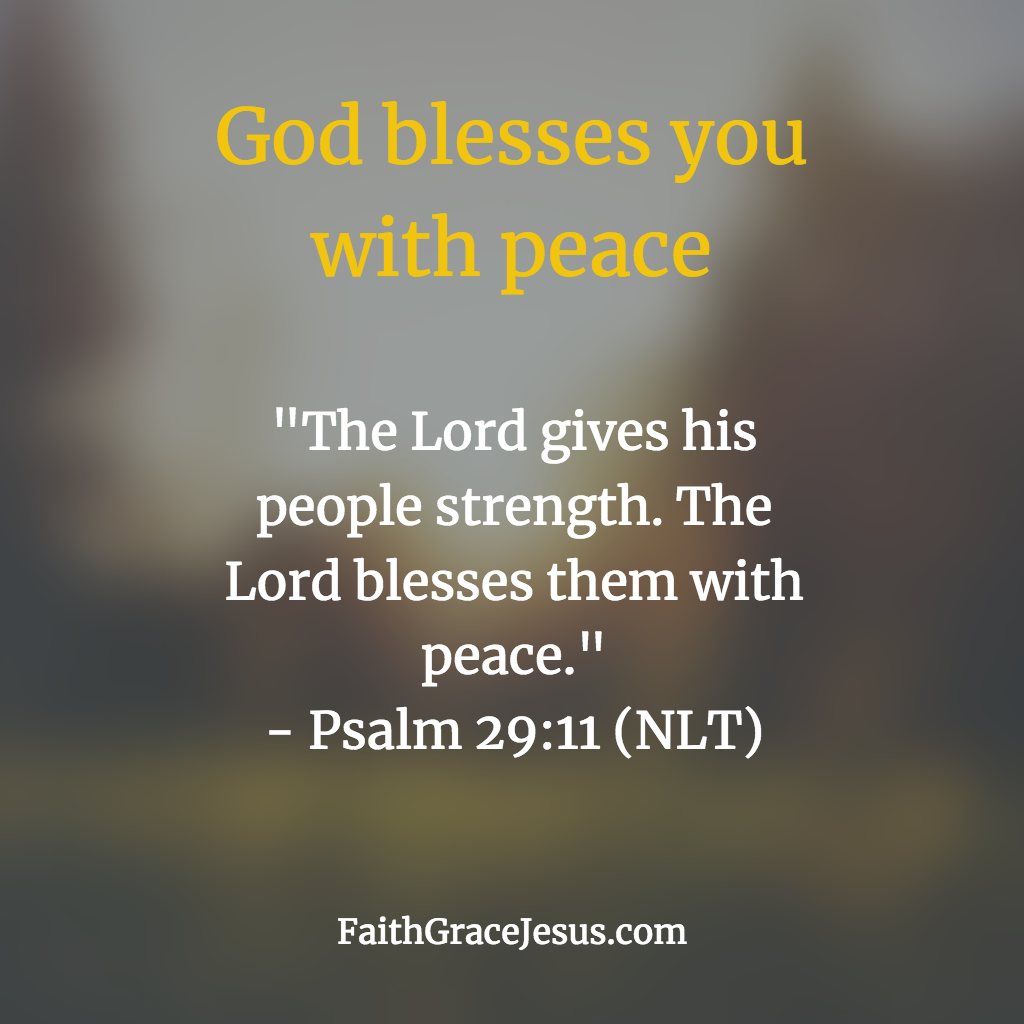 God blesses you
with peace
"The Lord gives his
people strength. The
Lord blesses them with
peace."
- Psalm 29:11 (NLT)
FaithGraceJesus.com